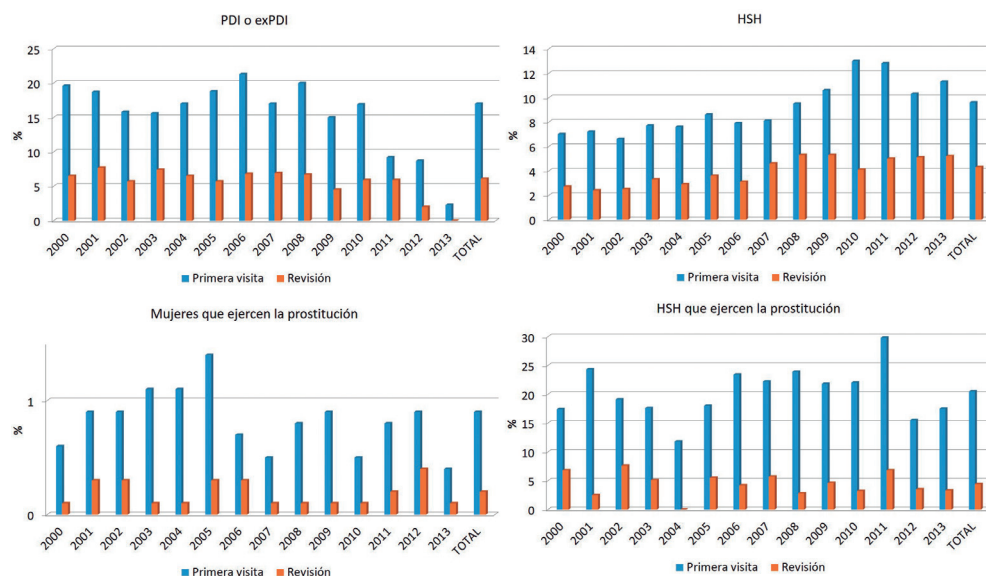 PDI o exPDI
25
20
15
10
5
0
%
2000 2001 2002 2003 2004 2005 2006 2007 2008 2009 2010 2011 2012 2013 TOTAL
Primera visita Revisión
HSH
14
12
10
8
6
4
2
0
%
2000 2001 2002 2003 2004 2005 2006 2007 2008 2009 2010 2011 2012 2013 TOTAL
Primera visita Revisión
Mujeres que ejercen la prostitución
1
0
%
2000 2001 2002 2003 2004 2005 2006 2007 2008 2009 2010 2011 2012 2013 TOTAL
Primera visita Revisión
HSH que ejercen la prostitución
30
25
20
15
10
5
0
%
2000 2001 2002 2003 2004 2005 2006 2007 2008 2009 2010 2011 2012 2013 TOTAL
Primera visita Revisión